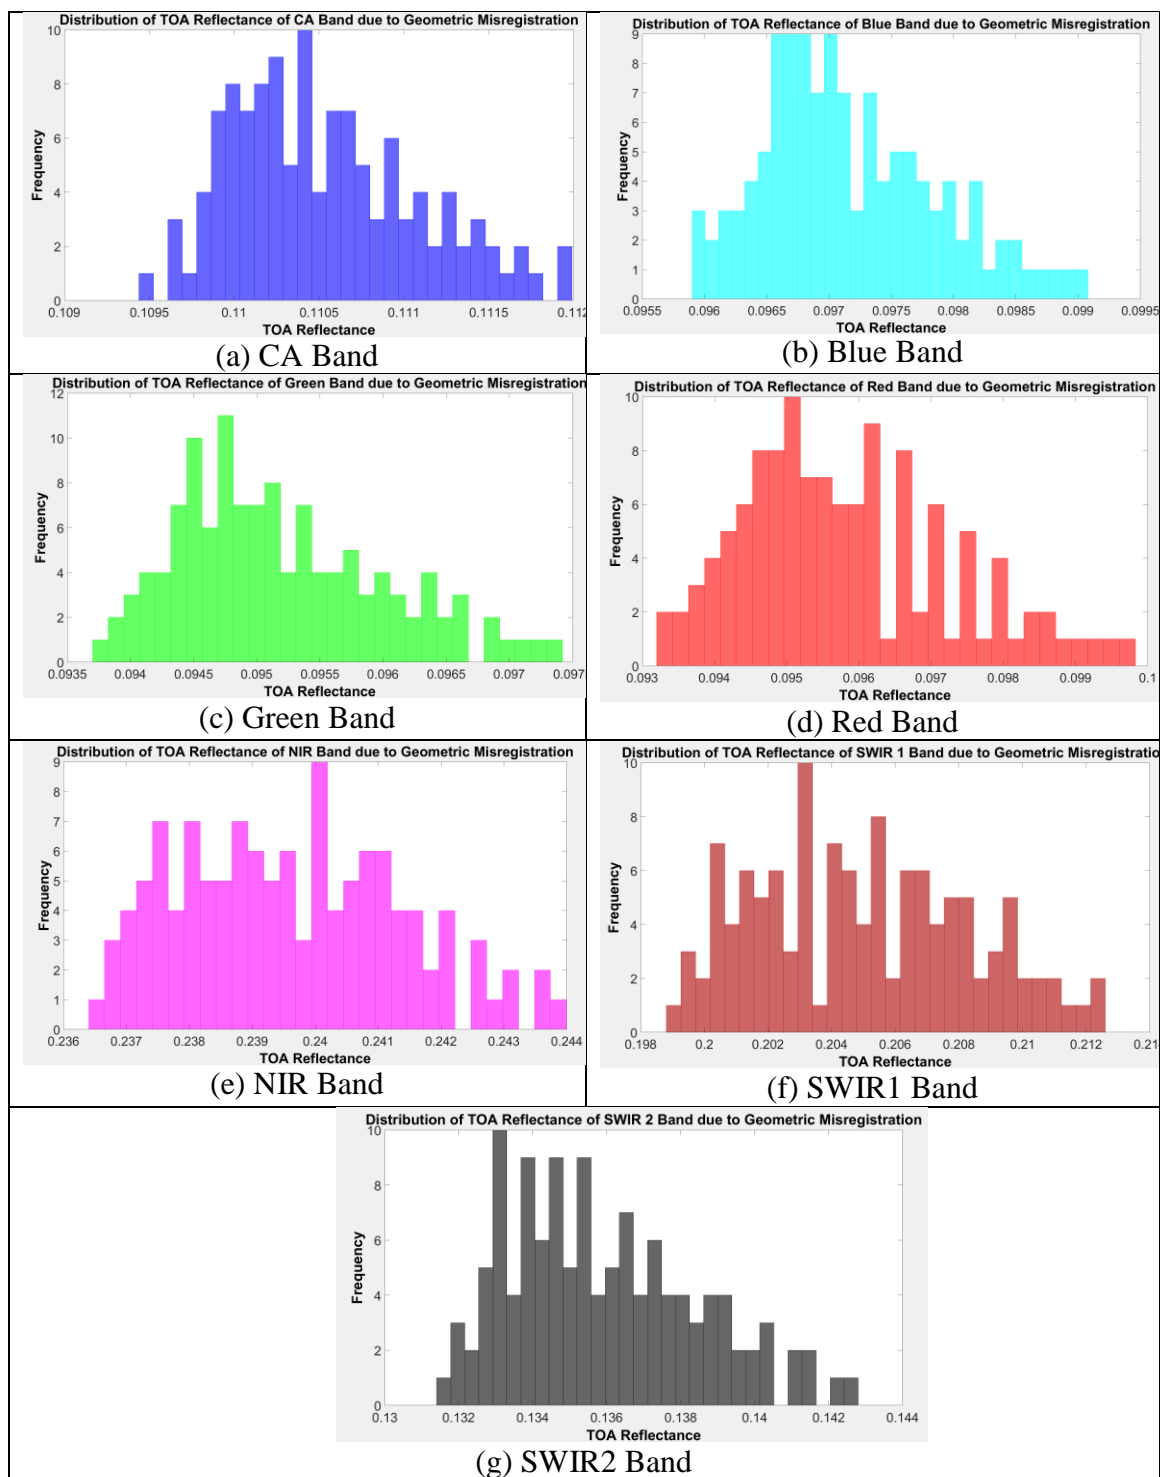 Distribution of TOA Reflectance of CA Band due to Geometric Misregistration
10
8
6
4
2
0
Frequency
0.109 0.1095 0.11 0.1105 0.111 0.1115 0.112
TOA Reflectance
(a) CA Band
Distribution of TOA Reflectance of Blue Band due to Geometric Misregistration
9
8
7
6
5
4
3
2
1
0
Frequency
0.0955 0.096 0.0965 0.097 0.0975 0.098 0.0985 0.099 0.0995
TOA Reflectance
(b) Blue Band
Distribution of TOA Reflectance of Green Band due to Geometric Misregistration
12
10
8
6
4
2
0
Frequency
0.0935 0.094 0.0945 0.095 0.0955 0.096 0.0965 0.097 0.0975
TOA Reflectance
(c) Green Band
Distribution of TOA Reflectance of Red Band due to Geometric Misregistration
10
8
6
4
2
0
Frequency
0.093 0.094 0.095 0.096 0.097 0.098 0.099 0.1
TOA Reflectance
(d) Red Band
Distribution of TOA Reflectance of NIR Band due to Geometric Misregistration
9
8
7
6
5
4
3
2
1
0
Frequency
0.236 0.237 0.238 0.239 0.24 0.241 0.242 0.243 0.244
TOA Reflectance
(e) NIR Band
Distribution of TOA Reflectance of SWIR 1 Band due to Geometric Misregistratio
10
8
6
4
2
0
Frequency
0.198 0.2 0.202 0.204 0.206 0.208 0.21 0.212
TOA Reflectance
(f) SWIR1 Band
Distribution of TOA Reflectance of SWIR 2 Band due to Geometric Misregistration
10
8
6
4
2
0
Frequency
0.13 0.132 0.134 0.136 0.138 0.14 0.142 0.144
TOA Reflectance
(g) SWIR2 Band